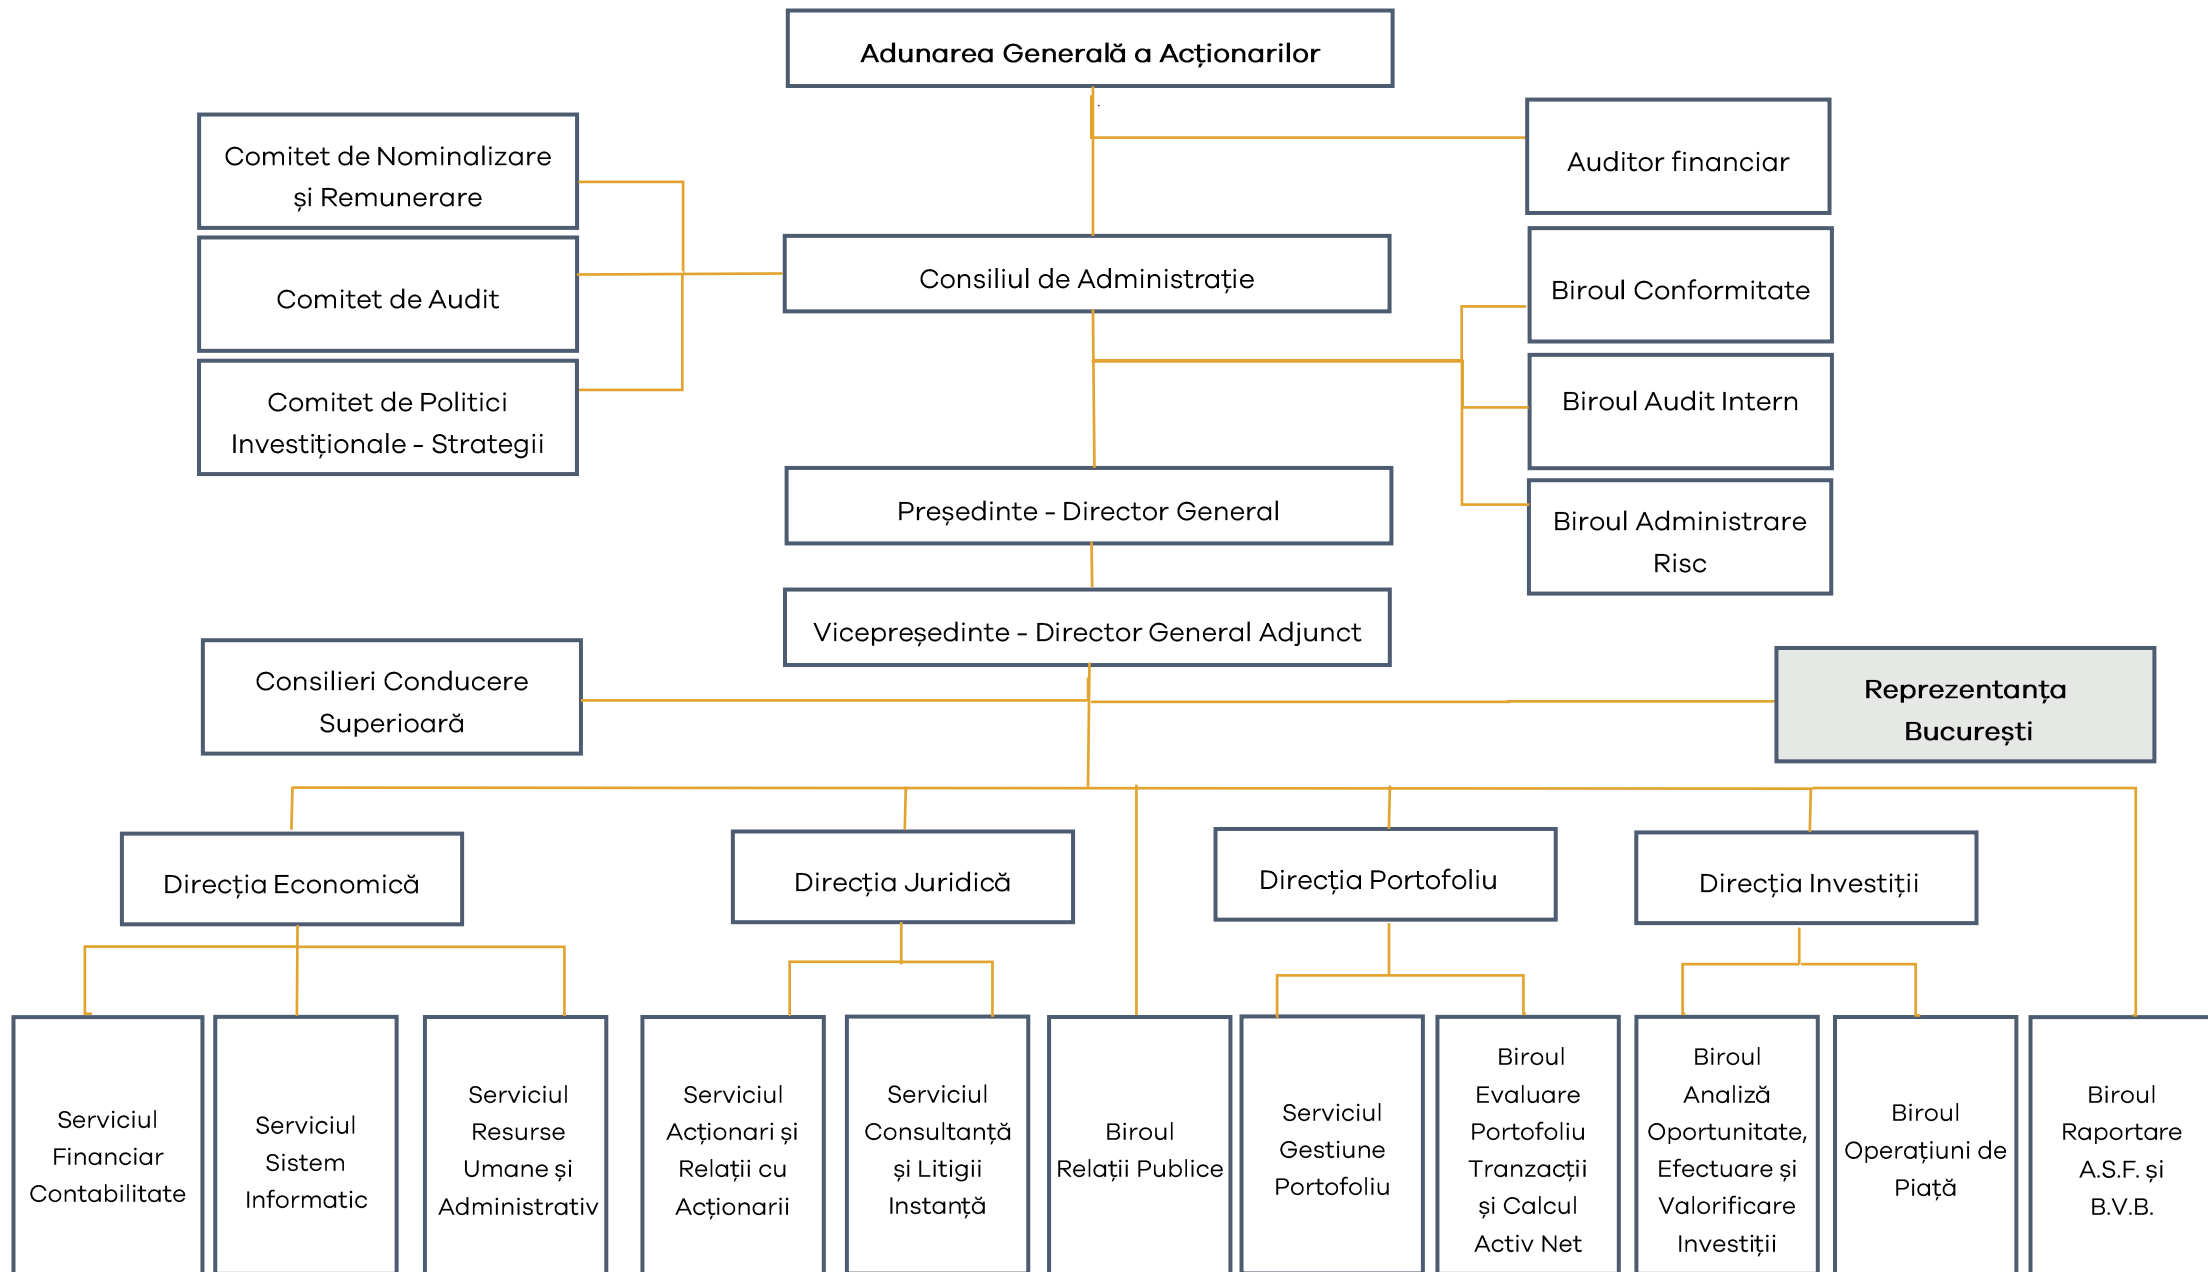 Adunarea Generală a Acționarilor
Comitet de Nominalizare
și Remunerare
Auditor financiar
Comitet de Audit
Consiliul de Administrație
Biroul Conformitate
Comitet de Politici
Investiționale - Strategii
Biroul Audit Intern
Președinte - Director General
Biroul Administrare
Risc
Vicepreședinte - Director General Adjunct
Consilieri Conducere
Superioară
Reprezentanța
București
Direcția Economică
Direcția Juridică
Direcția Portofoliu
Direcția Investiții
Serviciul
Financiar
Contabilitate
Serviciul
Sistem
Informatic
Serviciul
Resurse
Umane și
Administrativ
Serviciul
Acționari și
Relații cu
Acționarii
Serviciul
Consultanță
și Litigii
Instanță
Biroul
Relații Publice
Serviciul
Gestiune
Portofoliu
Biroul
Evaluare
Portofoliu
Tranzacții
și Calcul
Activ Net
Biroul
Analiză
Oportunitate,
Efectuare și
Valorificare
Investiții
Biroul
Operațiuni de
Piață
Biroul
Raportare
A.S.F. și
B.V.B.